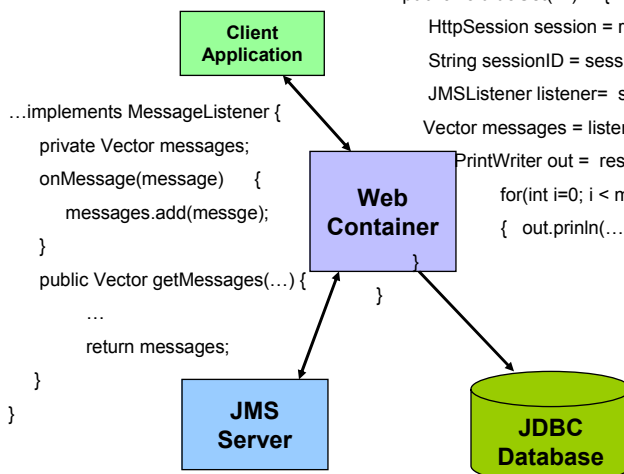 Client
Application
HttpSession session =
String sessionID =
JMSListener listener=
Vector messages =
PrintWriter out =
for(int i=0; i <
{ out.prinln(…
}
}
…implements MessageListener {
private Vector messages;
onMessage(message) {
messages.add(messge);
}
public Vector getMessages(…) {
…
return messages;
}
}
Web
Container
JMS
Server
JDBC
Database